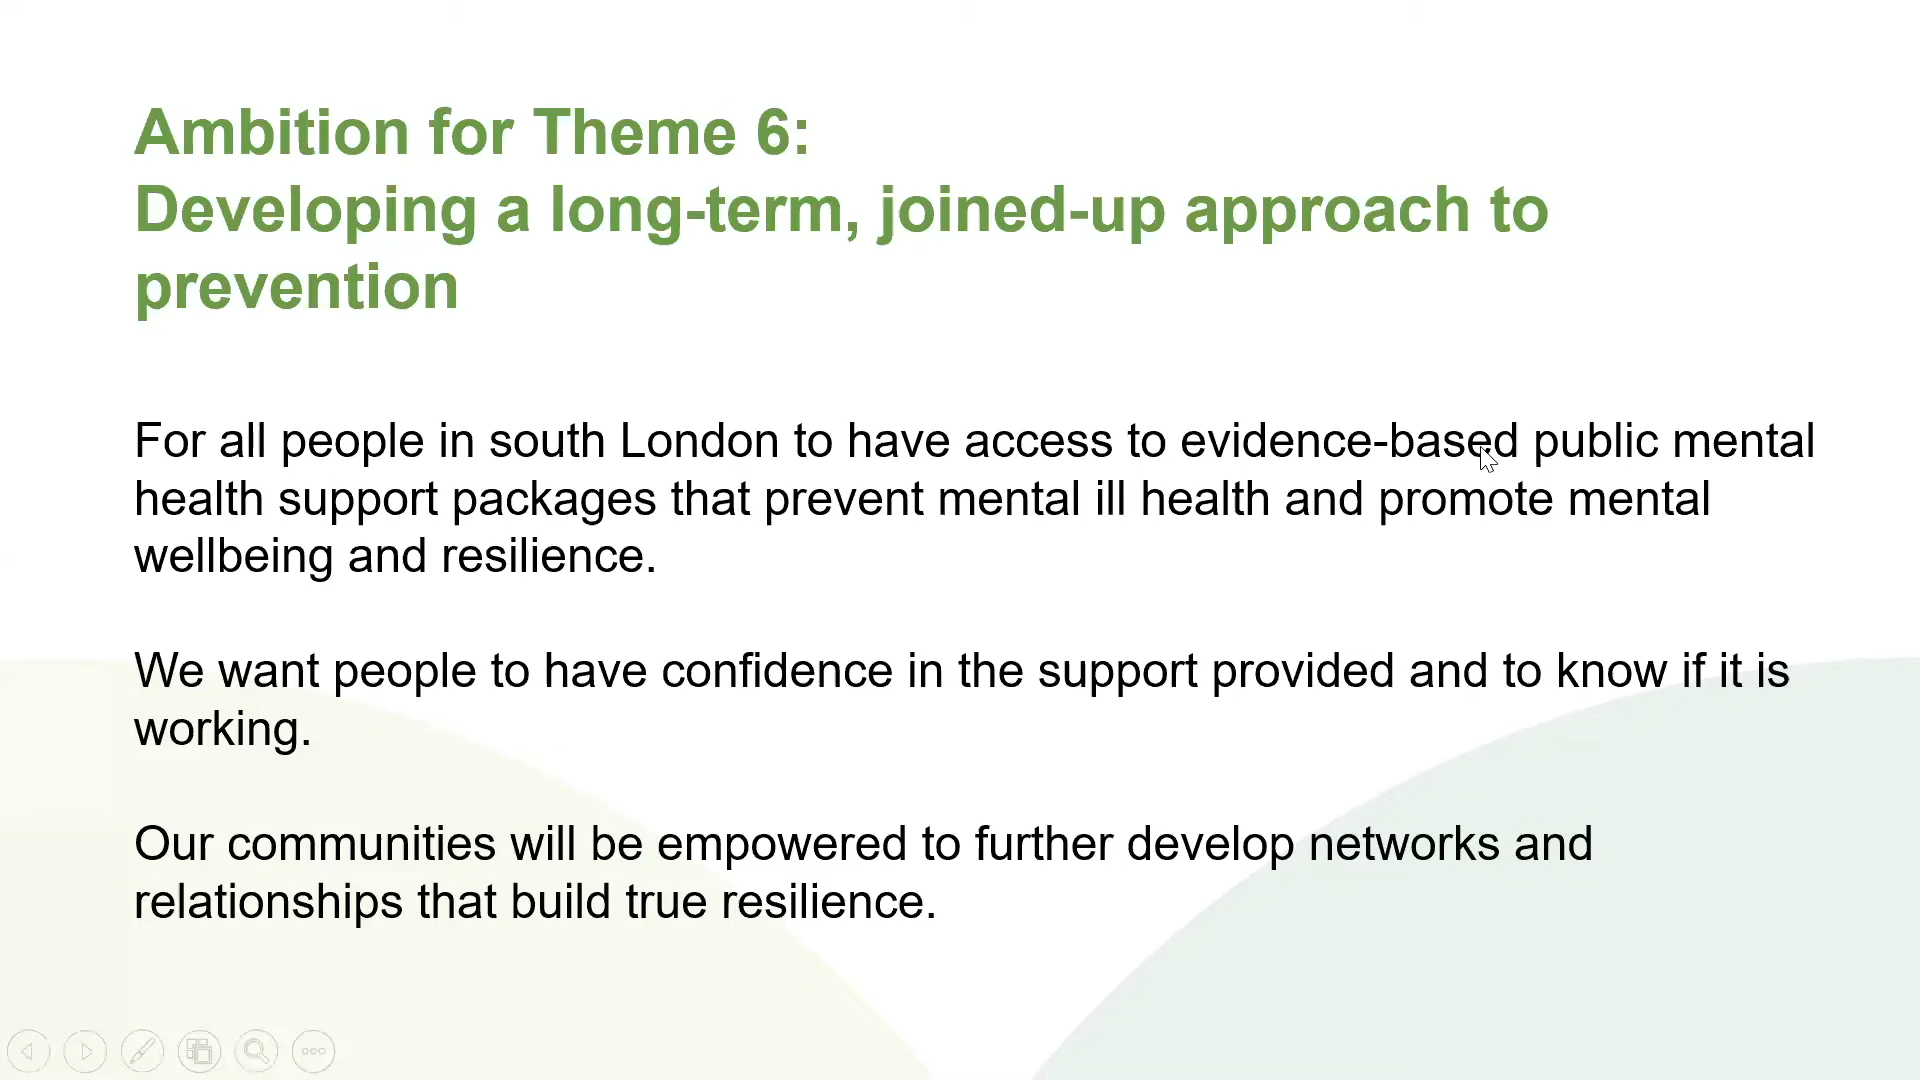 Ambition for Theme 6:
Developing a long-term, joined-up approach to
prevention
For all people in south London to have access to evidence-based public mental
health support packages that prevent mental ill health and promote mental
wellbeing and resilience.
We want people to have confidence in the support provided and to know if it is
working.
Our communities will be empowered to further develop networks and
relationships that build true resilience.